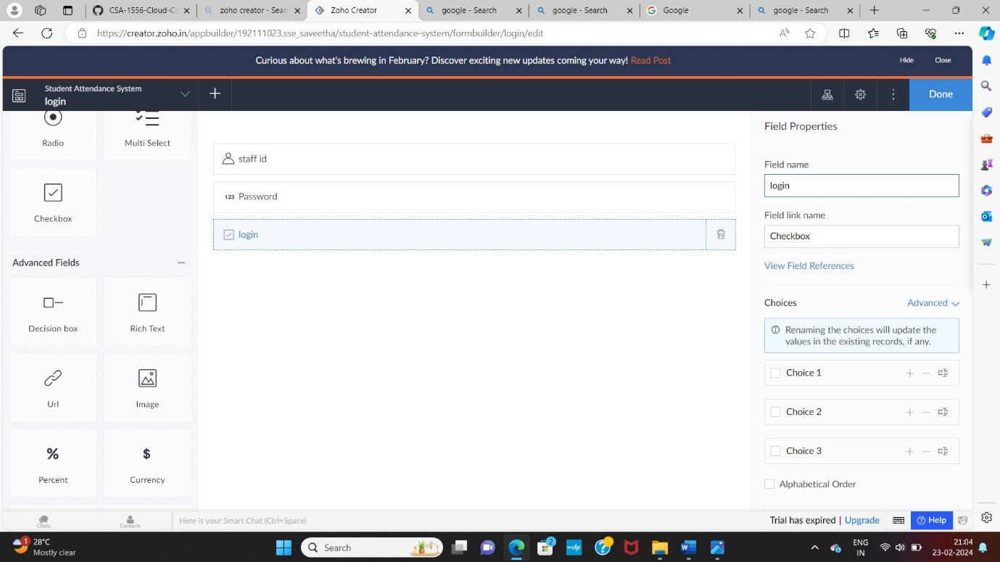 CSA-1556-Cloud-Co
zoho creator - Sear
Zoho Creator
google - Search
google - Search
Google
google - Search
https://creator.zoho.in/appbuilder/192111023.sse_saveetha/student-attendance-system/formbuilder/login/edit
Curious about what's brewing in February? Discover exciting new updates coming your way! Read Post
Hide
Close
Student Attendance System
login
Done
Radio
Multi Select
Checkbox
Advanced Fields
Decision box
Rich Text
Url
Image
%
$
Percent
Currency
staff id
123 Password
login
Field Properties
Field name
login
Field link name
Checkbox
View Field References
Choices
Advanced
Renaming the choices will update the
values in the existing records, if any.
Choice 1
Choice 2
Choice 3
Alphabetical Order
Chats
Contacts
Here is your Smart Chat (Ctrl+Space)
Trial has expired | Upgrade
Help
1
28°C
Mostly clear
Search
2
ENG
IN
21:04
23-02-2024